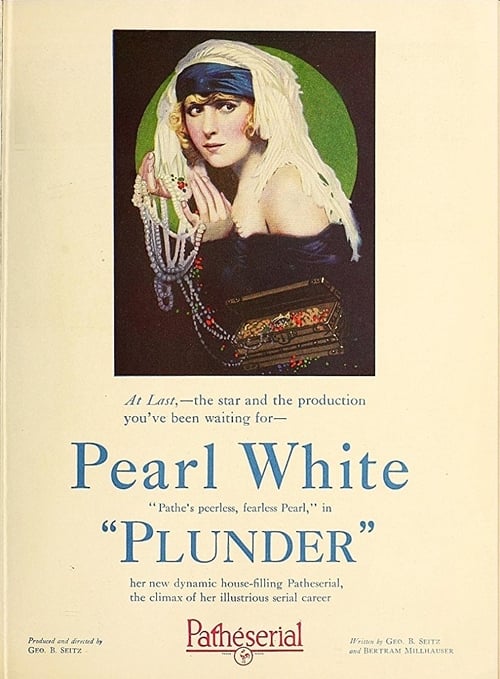 At Last,—the star and the production
you've been waiting for—
Pearl White
"Pathe's peerless, fearless Pearl," in
"PLUNDER"
her new dynamic house-filling Patheserial,
the climax of her illustrious serial career
Produced and directed by
GEO. B. SEITZ
Pathéserial
Written by GEO. B. SEITZ
and BERTRAM MILLHAUSER